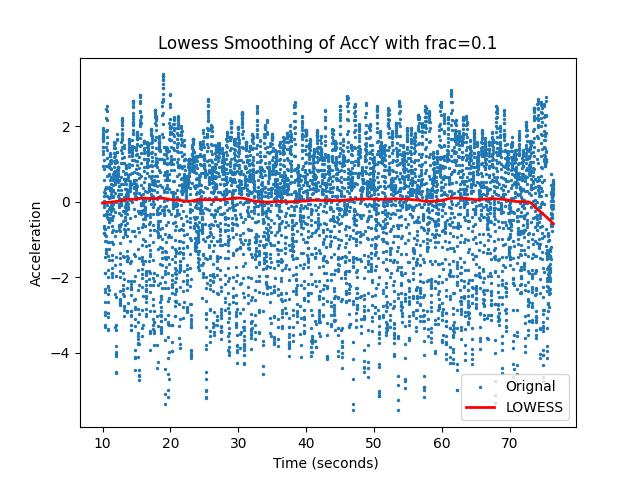 Lowess Smoothing of AccY with frac=0.1
Acceleration
2
0
−2
−4
Orignal
LOWESS
10 20 30 40 50 60 70
Time (seconds)